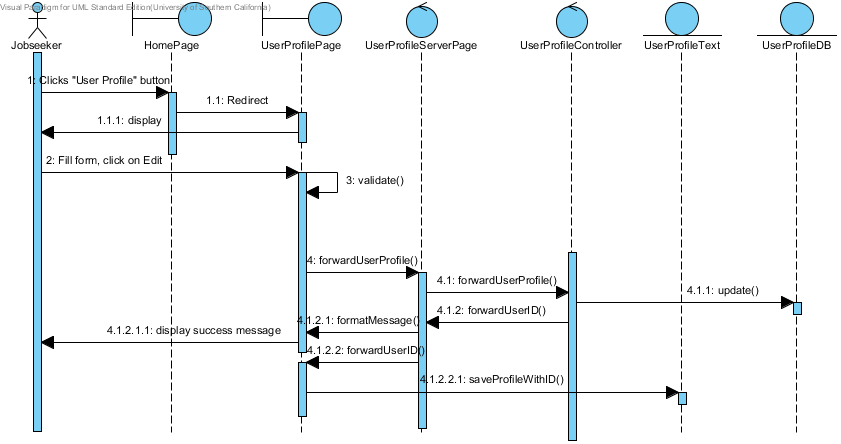 Visual Paradigm for UML Standard Edition(University of Southern California)
Jobseeker
HomePage
UserProfilePage
UserProfileServerPage
UserProfileController
UserProfileText
UserProfileDB
1: Clicks "User Profile" button
1.1: Redirect
1.1.1: display
2: Fill form, click on Edit
3: validate()
4: forwardUserProfile()
4.1: forwardUserProfile()
4.1.1: update()
4.1.2: forwardUserID()
4.1.2.1: formatMessage()
4.1.2.1.1: display success message
4.1.2.2: forwardUserID()
4.1.2.2.1: saveProfileWithID()